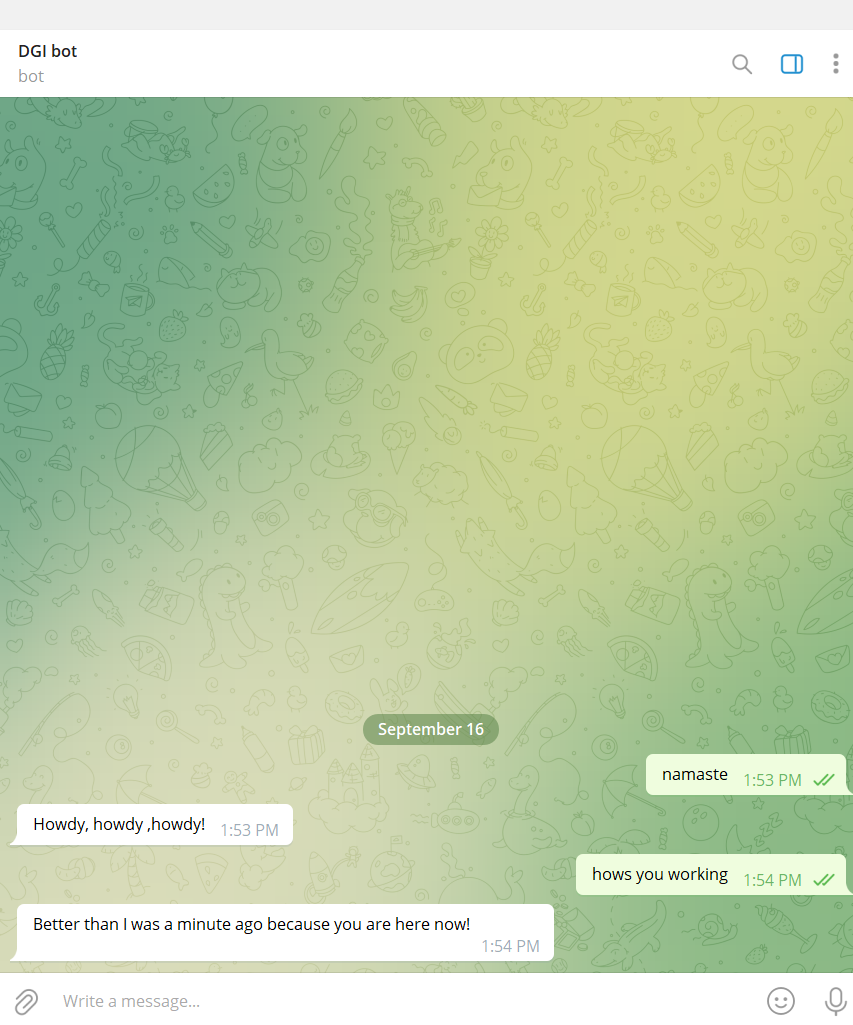 DGI bot
bot
September 16
namaste 1:53 PM
Howdy, howdy ,howdy! 1:53 PM
hows you working 1:54 PM
Better than I was a minute ago because you are here now!
1:54 PM
Write a message...